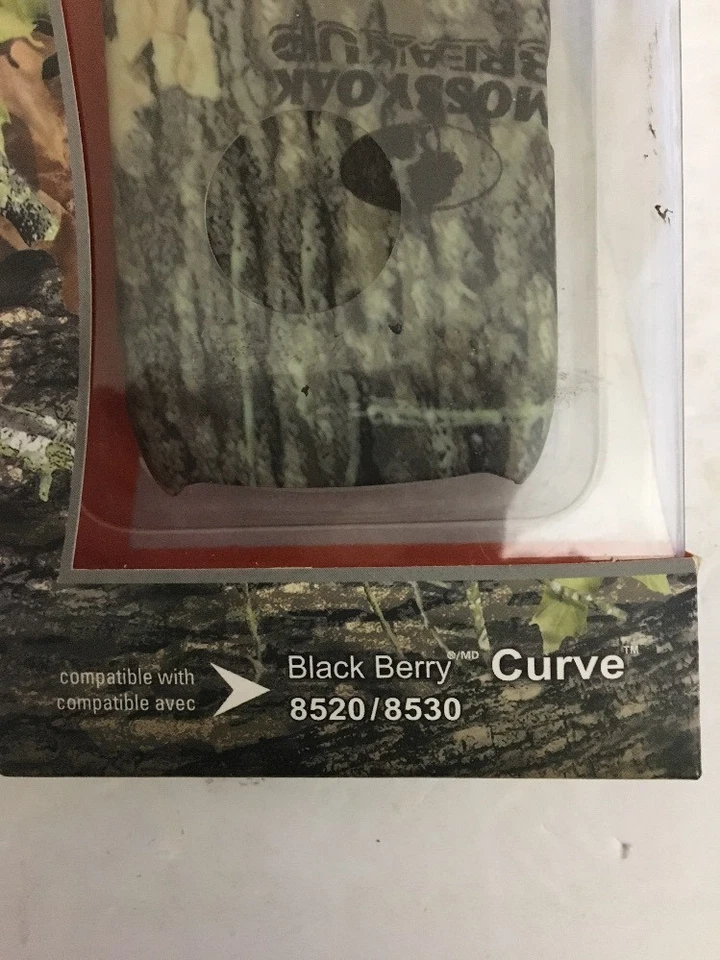 MOSSY OAK
BREAK UP
compatible with
compatible avec
Black Berry®/MD Curve™
8520/8530